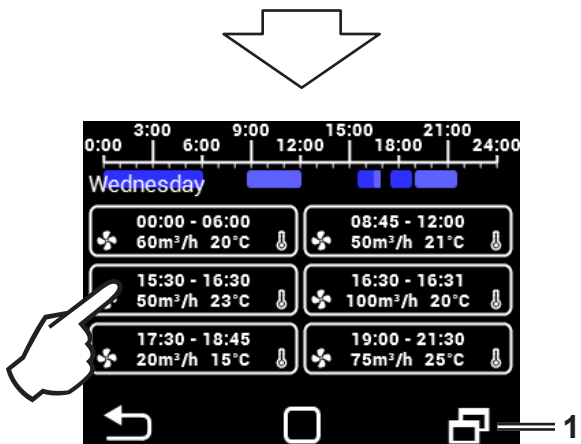 3:00 9:00 15:00 21:00
0:00 6:00 12:00 18:00 24:00
Wednesday
00:00 - 06:00
60m³/h 20°C
08:45 - 12:00
50m³/h 21°C
15:30 - 16:30
50m³/h 23°C
16:30 - 16:31
100m³/h 20°C
17:30 - 18:45
20m³/h 15°C
19:00 - 21:30
75m³/h 25°C
1